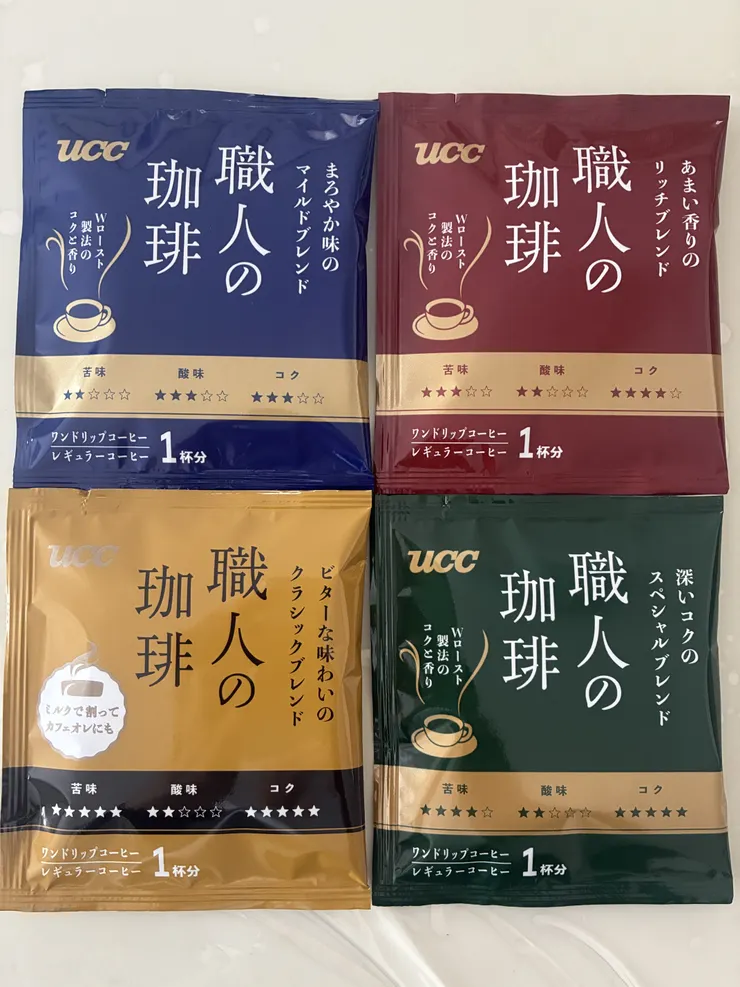 ucc
まろやか味の
マイルドブレンド
職人の
珈琲
Wロースト
製法の
コクと香り
苦味 酸味 コク
★★☆☆☆ ★★★☆☆ ★★★☆☆
ワンドリップコーヒー
レギュラーコーヒー
1杯分
ucc
あまい香りの
リッチブレンド
職人の
珈琲
Wロースト
製法の
コクと香り
苦味 酸味 コク
★★★☆☆ ★★☆☆☆ ★★★★☆
ワンドリップコーヒー
レギュラーコーヒー
1杯分
ucc
ビターな味わいの
クラシックブレンド
職人の
珈琲
ミルクで割って
カフェオレにも
苦味 酸味 コク
★★★★★ ★★☆☆☆ ★★★★★
ワンドリップコーヒー
レギュラーコーヒー
1杯分
ucc
深いコクの
スペシャルブレンド
職人の
珈琲
Wロースト
製法の
コクと香り
苦味 酸味 コク
★★★★☆ ★★☆☆☆ ★★★★★
ワンドリップコーヒー
レギュラーコーヒー
1杯分